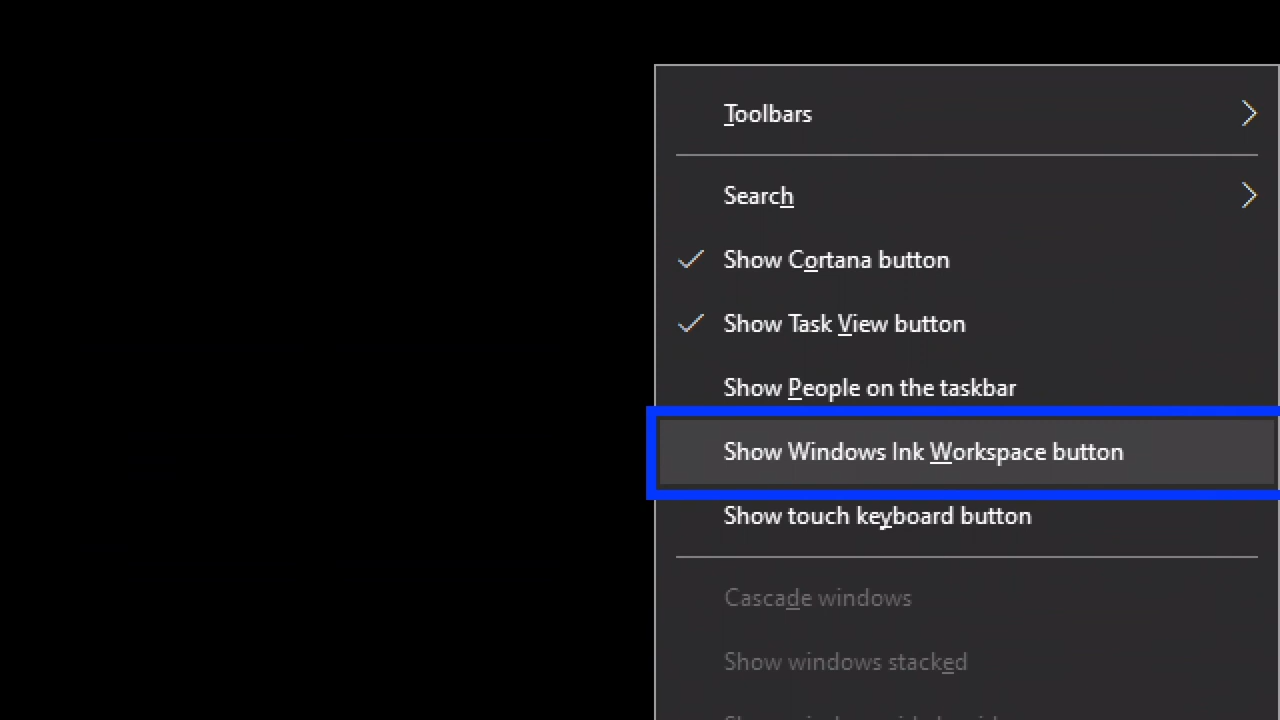 Toolbars
Search
Show Cortana button
Show Task View button
Show People on the taskbar
Show Windows Ink Workspace button
Show touch keyboard button
Cascade windows
Show windows stacked